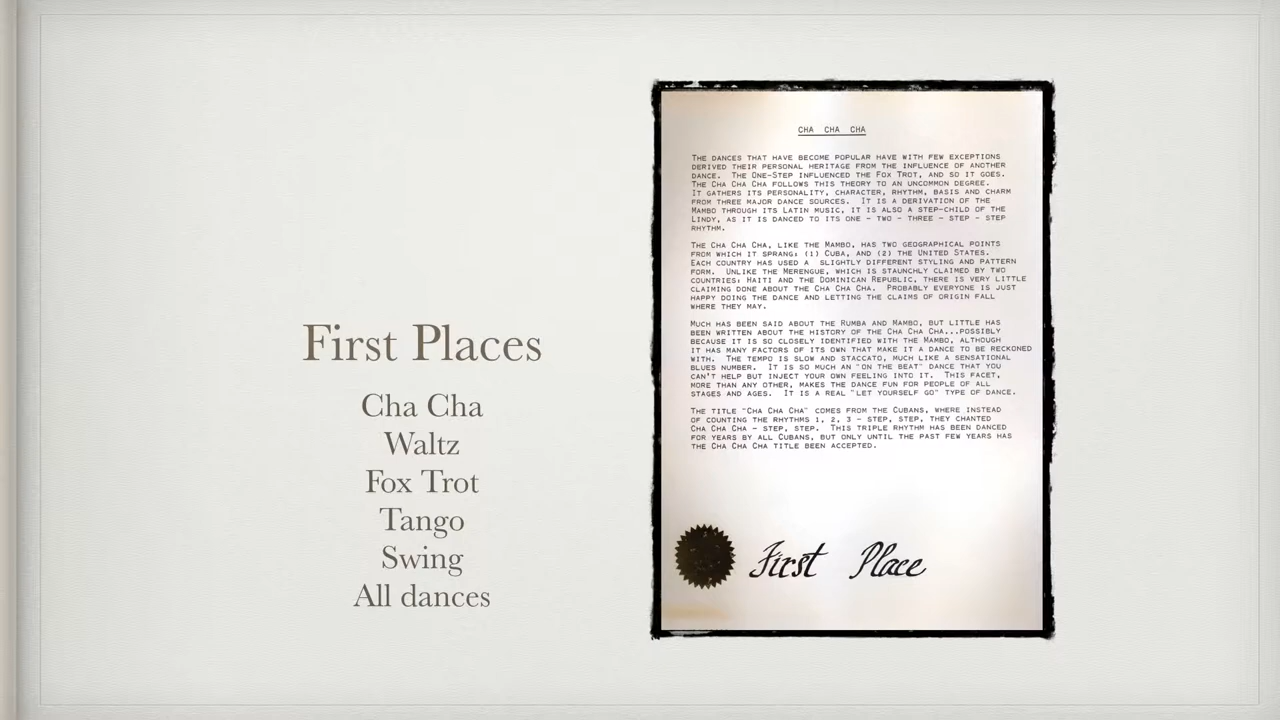 First Places
Cha Cha
Waltz
Fox Trot
Tango
Swing
All dances
CHA CHA CHA
THE DANCES THAT HAVE BECOME POPULAR HAVE WITH FEW EXCEPTIONS
DERIVED THEIR PERSONAL HERITAGE FROM THE INFLUENCE OF ANOTHER
DANCE. THE ONE-STEP INFLUENCED THE FOX TROT, AND SO IT GOES.
THE CHA CHA CHA FOLLOWS THIS THEORY TO AN UNCOMMON DEGREE.
IT GATHERS ITS PERSONALITY, CHARACTER, RHYTHM, BASIS AND CHARM
FROM THREE MAJOR DANCE SOURCES. IT IS A DERIVATION OF THE
MAMBO THROUGH ITS LATIN MUSIC, IT IS ALSO A STEP-CHILD OF THE
LINDY, AS IT IS DANCED TO ITS ONE - TWO - THREE - STEP - STEP
RHYTHM.
THE CHA CHA CHA, LIKE THE MAMBO, HAS TWO GEOGRAPHICAL POINTS
FROM WHICH IT SPRANG: (1) CUBA, AND (2) THE UNITED STATES.
EACH COUNTRY HAS USED A SLIGHTLY DIFFERENT STYLING AND PATTERN
FORM. UNLIKE THE MERENGUE, WHICH IS STAUNCHLY CLAIMED BY TWO
COUNTRIES: HAITI AND THE DOMINICAN REPUBLIC, THERE IS VERY LITTLE
CLAIMING DONE ABOUT THE CHA CHA CHA. PROBABLY EVERYONE IS JUST
HAPPY DOING THE DANCE AND LETTING THE CLAIMS OF ORIGIN FALL
WHERE THEY MAY.
MUCH HAS BEEN SAID ABOUT THE RUMBA AND MAMBO, BUT LITTLE HAS
BEEN WRITTEN ABOUT THE HISTORY OF THE CHA CHA CHA...POSSIBLY
BECAUSE IT IS SO CLOSELY IDENTIFIED WITH THE MAMBO, ALTHOUGH
IT HAS MANY FACTORS OF ITS OWN THAT MAKE IT A DANCE TO BE RECKONED
WITH. THE TEMPO IS SLOW AND STACCATO, MUCH LIKE A SENSATIONAL
BLUES NUMBER. IT IS SO MUCH AN "ON THE BEAT" DANCE THAT YOU
CAN'T HELP BUT INJECT YOUR OWN FEELING INTO IT. THIS FACET,
MORE THAN ANY OTHER, MAKES THE DANCE FUN FOR PEOPLE OF ALL
STAGES AND AGES. IT IS A REAL "LET YOURSELF GO" TYPE OF DANCE.
THE TITLE "CHA CHA CHA" COMES FROM THE CUBANS, WHERE INSTEAD
OF COUNTING THE RHYTHMS 1, 2, 3 - STEP, STEP, THEY CHANTED
CHA CHA CHA - STEP, STEP. THIS TRIPLE RHYTHM HAS BEEN DANCED
FOR YEARS BY ALL CUBANS, BUT ONLY UNTIL THE PAST FEW YEARS HAS
THE CHA CHA CHA TITLE BEEN ACCEPTED.
First Place